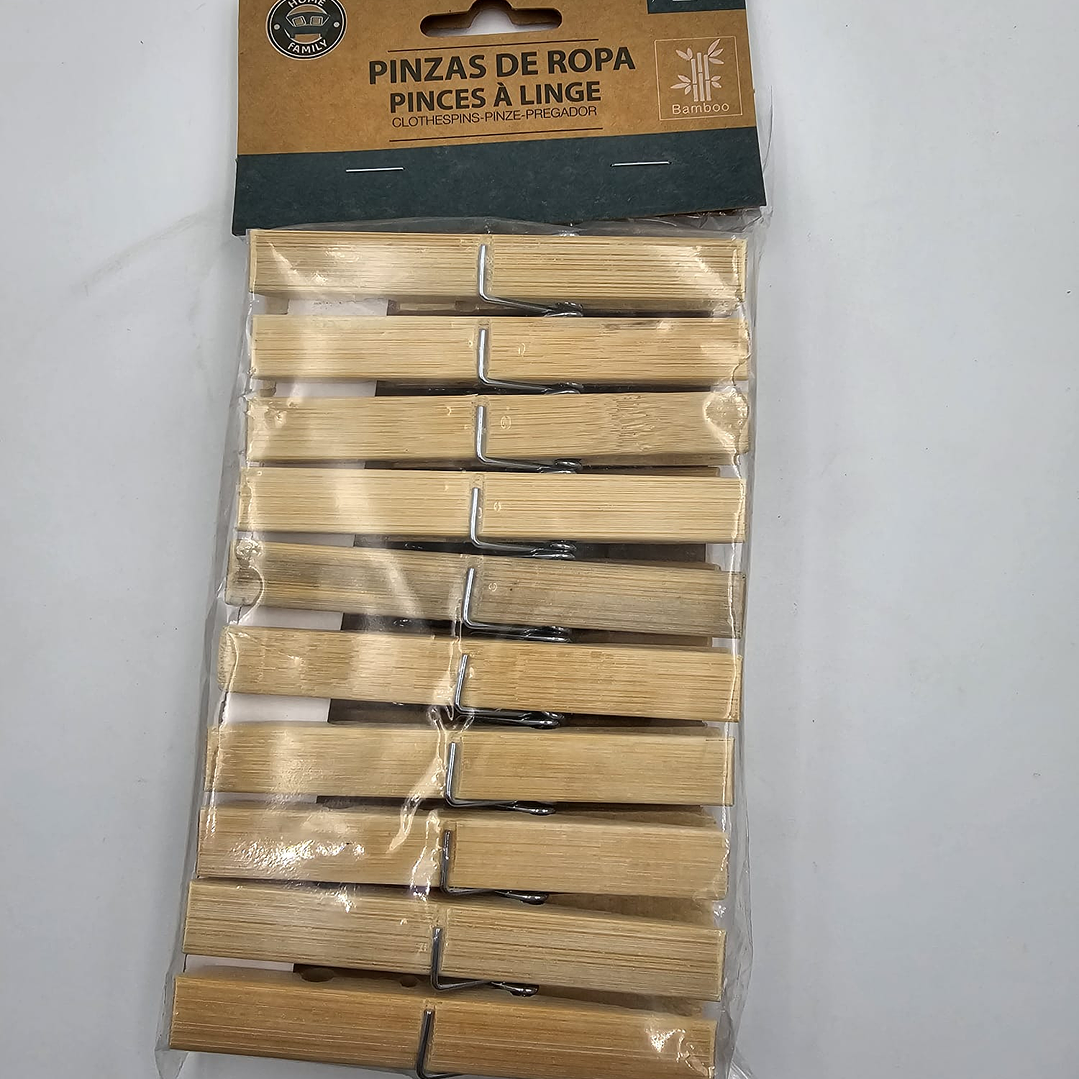 HOME
FAMILY
PINZAS DE ROPA
PINCES À LINGE
CLOTHESPINS-PINZE-PREGADOR
Bamboo